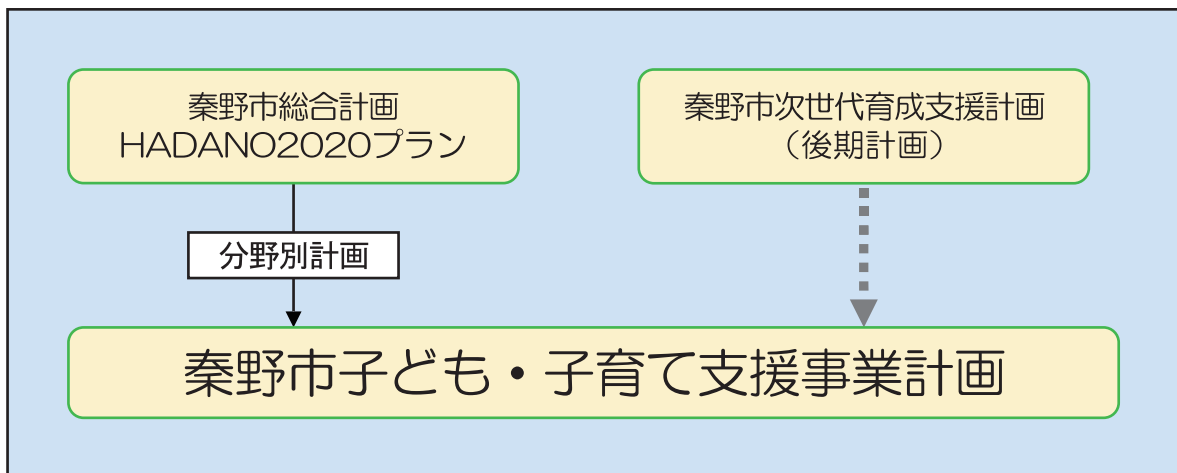 秦野市総合計画
HADANO2020プラン
秦野市次世代育成支援計画
（後期計画）
分野別計画
秦野市子ども・子育て支援事業計画